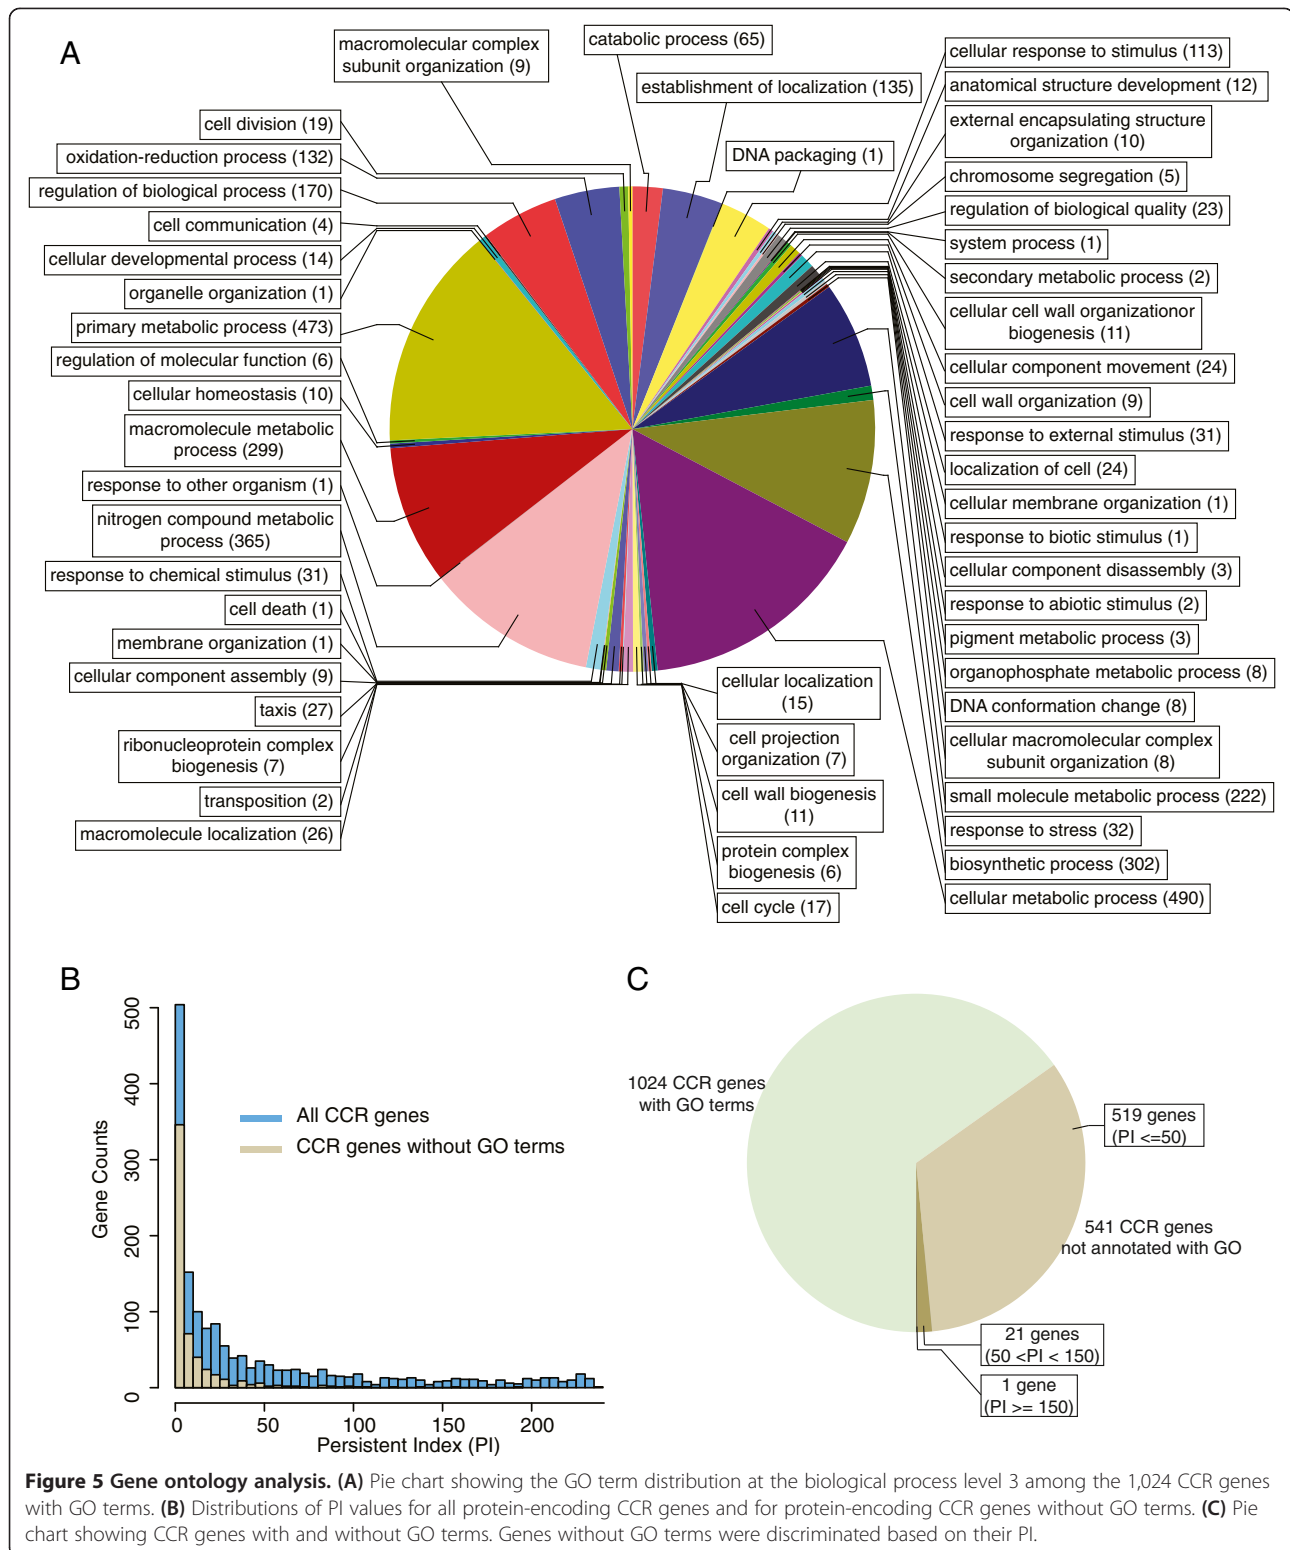 A
macromolecular complex
subunit organization (9)
catabolic process (65)
establishment of localization (135)
DNA packaging (1)
cell division (19)
oxidation-reduction process (132)
regulation of biological process (170)
cell communication (4)
cellular developmental process (14)
organelle organization (1)
primary metabolic process (473)
regulation of molecular function (6)
cellular homeostasis (10)
macromolecule metabolic
process (299)
response to other organism (1)
nitrogen compound metabolic
process (365)
response to chemical stimulus (31)
cell death (1)
membrane organization (1)
cellular component assembly (9)
taxis (27)
ribonucleoprotein complex
biogenesis (7)
transposition (2)
macromolecule localization (26)
cellular localization
(15)
cell projection
organization (7)
cell wall biogenesis
(11)
protein complex
biogenesis (6)
cell cycle (17)
cellular response to stimulus (113)
anatomical structure development (12)
external encapsulating structure
organization (10)
chromosome segregation (5)
regulation of biological quality (23)
system process (1)
secondary metabolic process (2)
cellular cell wall organizationor
biogenesis (11)
cellular component movement (24)
cell wall organization (9)
response to external stimulus (31)
localization of cell (24)
cellular membrane organization (1)
response to biotic stimulus (1)
cellular component disassembly (3)
response to abiotic stimulus (2)
pigment metabolic process (3)
organophosphate metabolic process (8)
DNA conformation change (8)
cellular macromolecular complex
subunit organization (8)
small molecule metabolic process (222)
response to stress (32)
biosynthetic process (302)
cellular metabolic process (490)
B
Gene Counts
500
400
300
200
100
0
All CCR genes
CCR genes without GO terms
0 50 100 150 200
Persistent Index (PI)
C
1024 CCR genes
with GO terms
519 genes
(PI <=50)
541 CCR genes
not annotated with GO
21 genes
(50 <PI < 150)
1 gene
(PI >= 150)
Figure 5 Gene ontology analysis. (A) Pie chart showing the GO term distribution at the biological process level 3 among the 1,024 CCR genes
with GO terms. (B) Distributions of PI values for all protein-encoding CCR genes and for protein-encoding CCR genes without GO terms. (C) Pie
chart showing CCR genes with and without GO terms. Genes without GO terms were discriminated based on their PI.